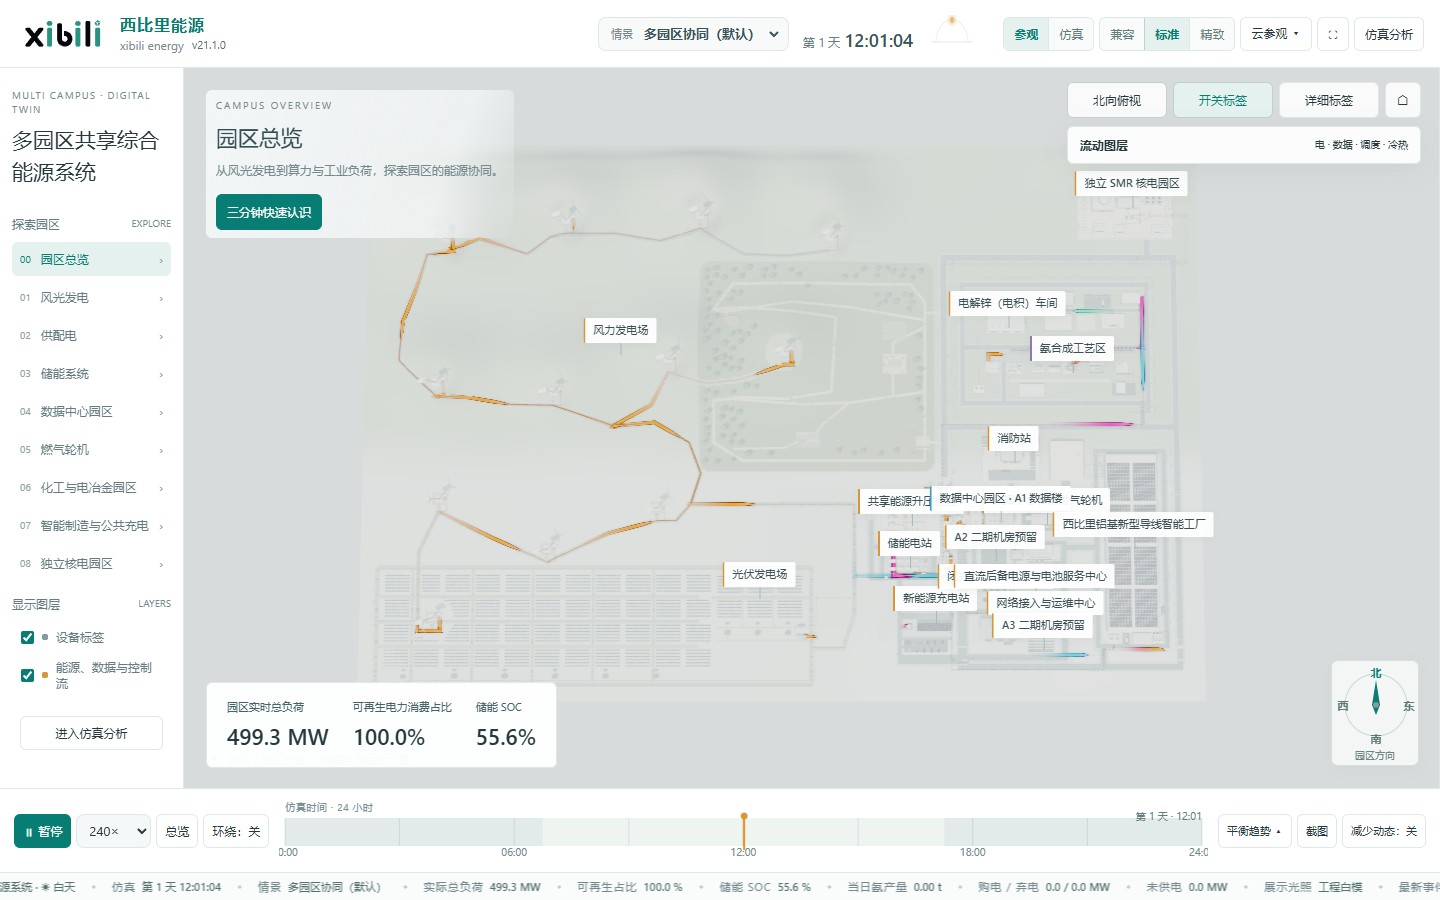 xibili
西比里能源
xibili energy v21.1.0
情景 多园区协同（默认）
第 1 天 12:01:04
参观 仿真
兼容 标准 精致
云参观
仿真分析
MULTI CAMPUS · DIGITAL
TWIN
多园区共享综合
能源系统
探索园区 EXPLORE
00 园区总览 ›
01 风光发电 ›
02 供配电 ›
03 储能系统 ›
04 数据中心园区 ›
05 燃气轮机 ›
06 化工与电冶金园区 ›
07 智能制造与公共充电 ›
08 独立核电园区 ›
显示图层 LAYERS
设备标签
能源、数据与控制
流
进入仿真分析
CAMPUS OVERVIEW
园区总览
从风光发电到算力与工业负荷，探索园区的能源协同。
三分钟快速认识
北向俯视 开关标签 详细标签
流动图层 电 · 数据 · 调度 · 冷热
独立 SMR 核电园区
电解锌（电积）车间
风力发电场
氨合成工艺区
消防站
共享能源升压
数据中心园区 · A1 数据楼
气轮机
西比里铝基新型导线智能工厂
A2 二期机房预留
储能电站
光伏发电场
直流后备电源与电池服务中心
新能源充电站
网络接入与运维中心
A3 二期机房预留
园区实时总负荷 可再生电力消费占比 储能 SOC
499.3 MW 100.0% 55.6%
北
西 东
南
园区方向
仿真时间 · 24 小时
第 1 天 · 12:01
暂停 240× 总览 环绕：关
0:00 06:00 12:00 18:00 24:0
平衡趋势 截图 减少动态：关
源系统 · ☀ 白天 • 仿真 第 1 天 12:01:04 • 情景 多园区协同（默认） • 实际总负荷 499.3 MW • 可再生占比 100.0 % • 储能 SOC 55.6 % • 当日氨产量 0.00 t • 购电 / 弃电 0.0 / 0.0 MW • 未供电 0.0 MW • 展示光照 工程白模 • 最新事件